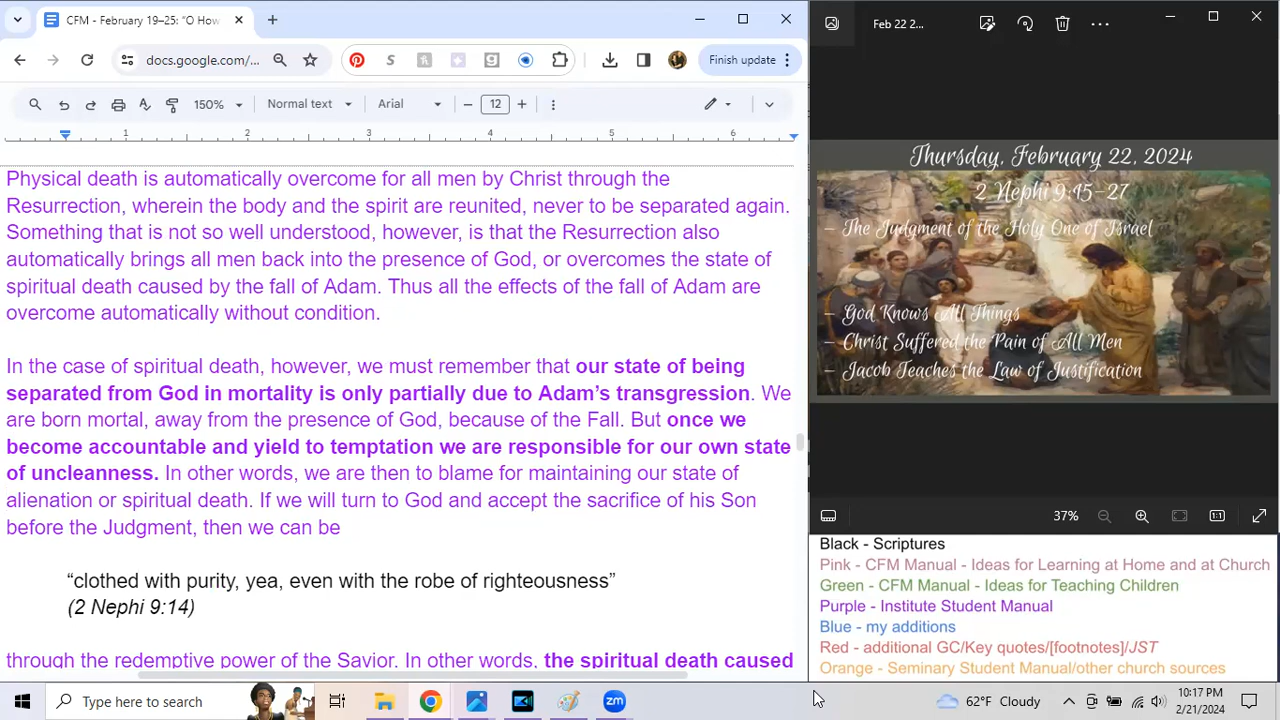 CFM - February 19–25: "O How
docs.google.com/...
Finish update
150%
Normal text
Arial
12
1
2
3
4
5
6
Physical death is automatically overcome for all men by Christ through the
Resurrection, wherein the body and the spirit are reunited, never to be separated again.
Something that is not so well understood, however, is that the Resurrection also
automatically brings all men back into the presence of God, or overcomes the state of
spiritual death caused by the fall of Adam. Thus all the effects of the fall of Adam are
overcome automatically without condition.
In the case of spiritual death, however, we must remember that our state of being
separated from God in mortality is only partially due to Adam's transgression. We
are born mortal, away from the presence of God, because of the Fall. But once we
become accountable and yield to temptation we are responsible for our own state
of uncleanness. In other words, we are then to blame for maintaining our state of
alienation or spiritual death. If we will turn to God and accept the sacrifice of his Son
before the Judgment, then we can be
"clothed with purity, yea, even with the robe of righteousness"
(2 Nephi 9:14)
through the redemptive power of the Savior. In other words, the spiritual death caused
Feb 22 2...
Thursday, February 22, 2024
2 Nephi 9:15-27
– The Judgment of the Holy One of Israel
– God Knows All Things
– Christ Suffered the Pain of All Men
– Jacob Teaches the Law of Justification
37%
1:1
Black - Scriptures
Pink - CFM Manual - Ideas for Learning at Home and at Church
Green - CFM Manual - Ideas for Teaching Children
Purple - Institute Student Manual
Blue - my additions
Red - additional GC/Key quotes/[footnotes]/JST
Orange - Seminary Student Manual/other church sources
Type here to search
zm
62°F Cloudy
10:17 PM
2/21/2024